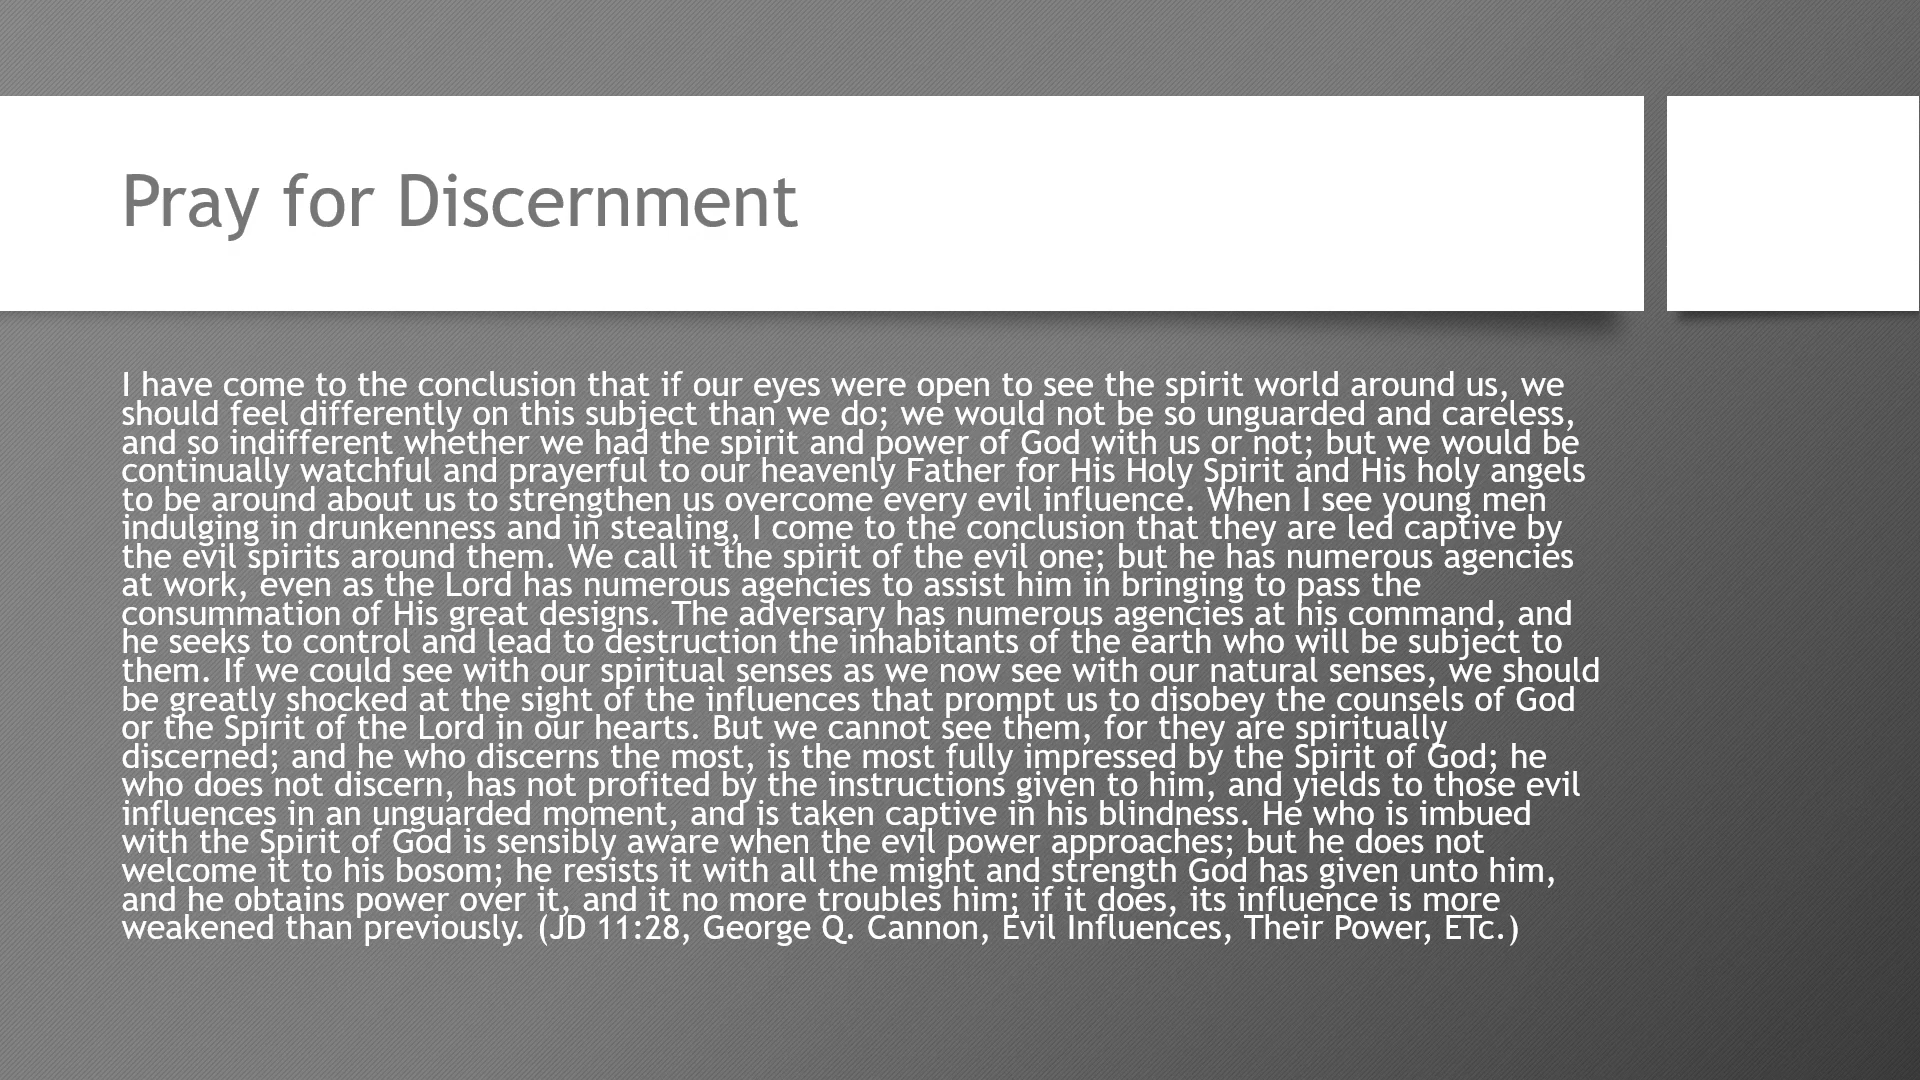 Pray for Discernment
I have come to the conclusion that if our eyes were open to see the spirit world around us, we
should feel differently on this subject than we do; we would not be so unguarded and careless,
and so indifferent whether we had the spirit and power of God with us or not; but we would be
continually watchful and prayerful to our heavenly Father for His Holy Spirit and His holy angels
to be around about us to strengthen us overcome every evil influence. When I see young men
indulging in drunkenness and in stealing, I come to the conclusion that they are led captive by
the evil spirits around them. We call it the spirit of the evil one; but he has numerous agencies
at work, even as the Lord has numerous agencies to assist him in bringing to pass the
consummation of His great designs. The adversary has numerous agencies at his command, and
he seeks to control and lead to destruction the inhabitants of the earth who will be subject to
them. If we could see with our spiritual senses as we now see with our natural senses, we should
be greatly shocked at the sight of the influences that prompt us to disobey the counsels of God
or the Spirit of the Lord in our hearts. But we cannot see them, for they are spiritually
discerned; and he who discerns the most, is the most fully impressed by the Spirit of God; he
who does not discern, has not profited by the instructions given to him, and yields to those evil
influences in an unguarded moment, and is taken captive in his blindness. He who is imbued
with the Spirit of God is sensibly aware when the evil power approaches; but he does not
welcome it to his bosom; he resists it with all the might and strength God has given unto him,
and he obtains power over it, and it no more troubles him; if it does, its influence is more
weakened than previously. (JD 11:28, George Q. Cannon, Evil Influences, Their Power, ETc.)